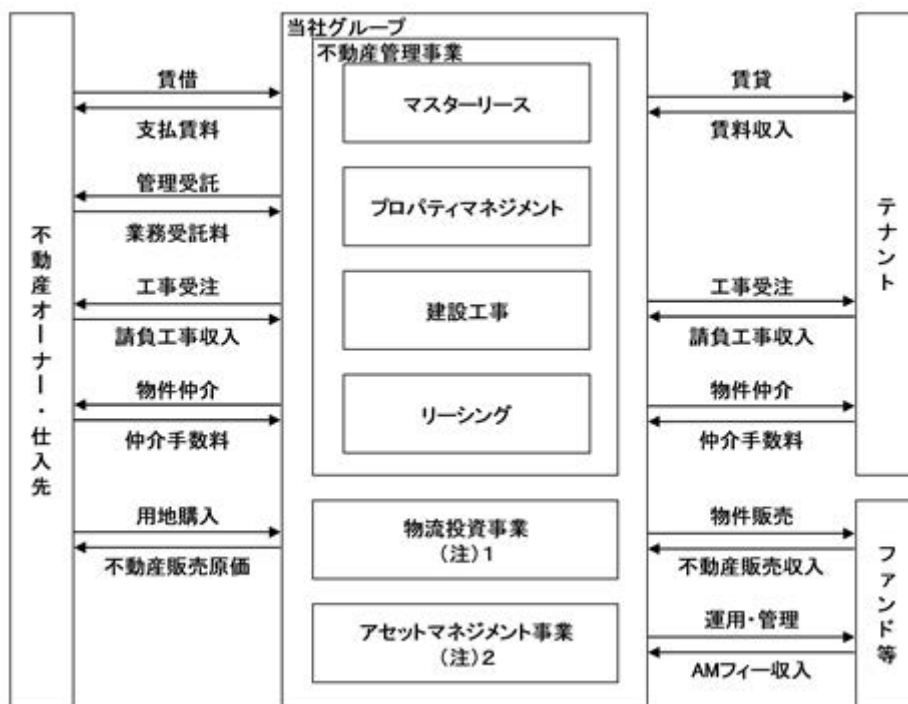 当社グループ
不動産管理事業
マスターリース
プロパティマネジメント
建設工事
リーシング
物流投資事業
(注)1
アセットマネジメント事業
(注)2
不動産オーナー・仕入先
賃借
支払賃料
管理受託
業務受託料
工事受注
請負工事収入
物件仲介
仲介手数料
用地購入
不動産販売原価
賃貸
賃料収入
工事受注
請負工事収入
物件仲介
仲介手数料
物件販売
不動産販売収入
運用・管理
AMフィー収入
テナント
ファンド等